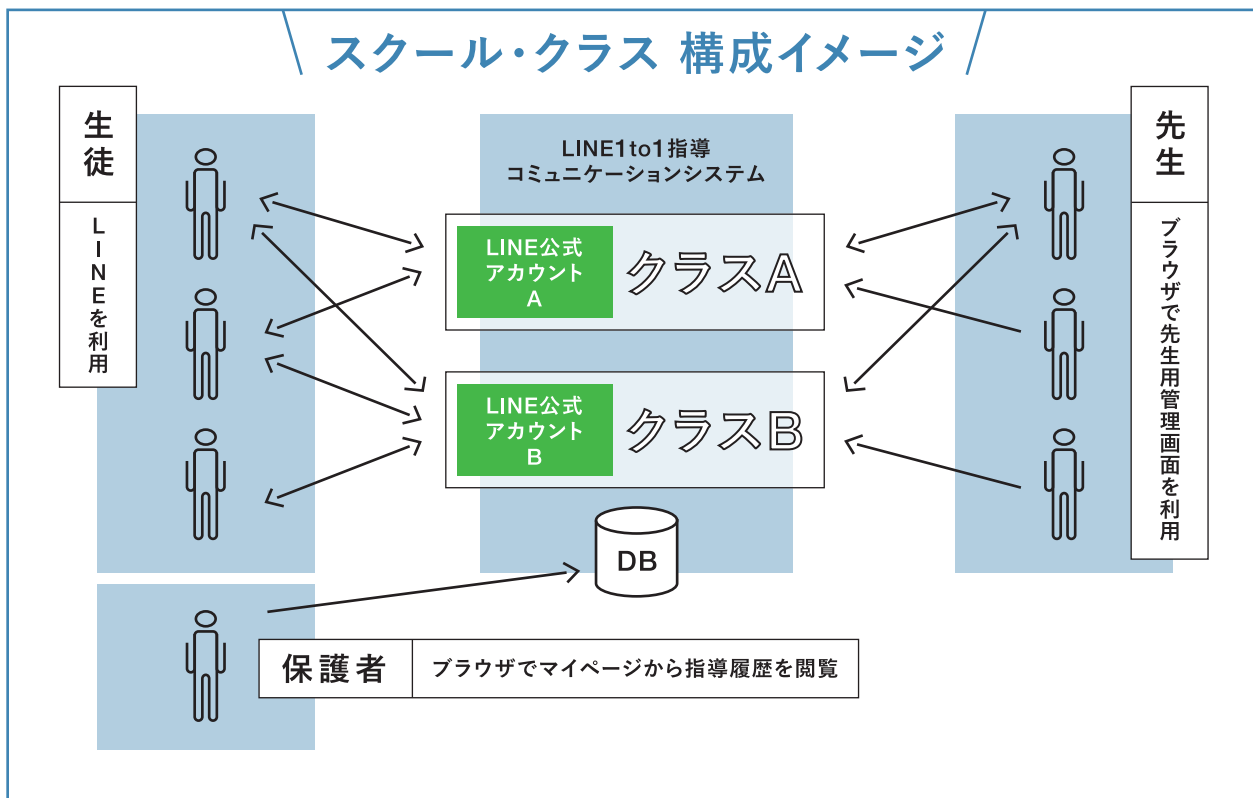 スクール・クラス 構成イメージ
生徒
LINEを利用
LINE1to1指導
コミュニケーションシステム
LINE公式
アカウント
A
クラスA
LINE公式
アカウント
B
クラスB
DB
先生
ブラウザで先生用管理画面を利用
保護者
ブラウザでマイページから指導履歴を閲覧